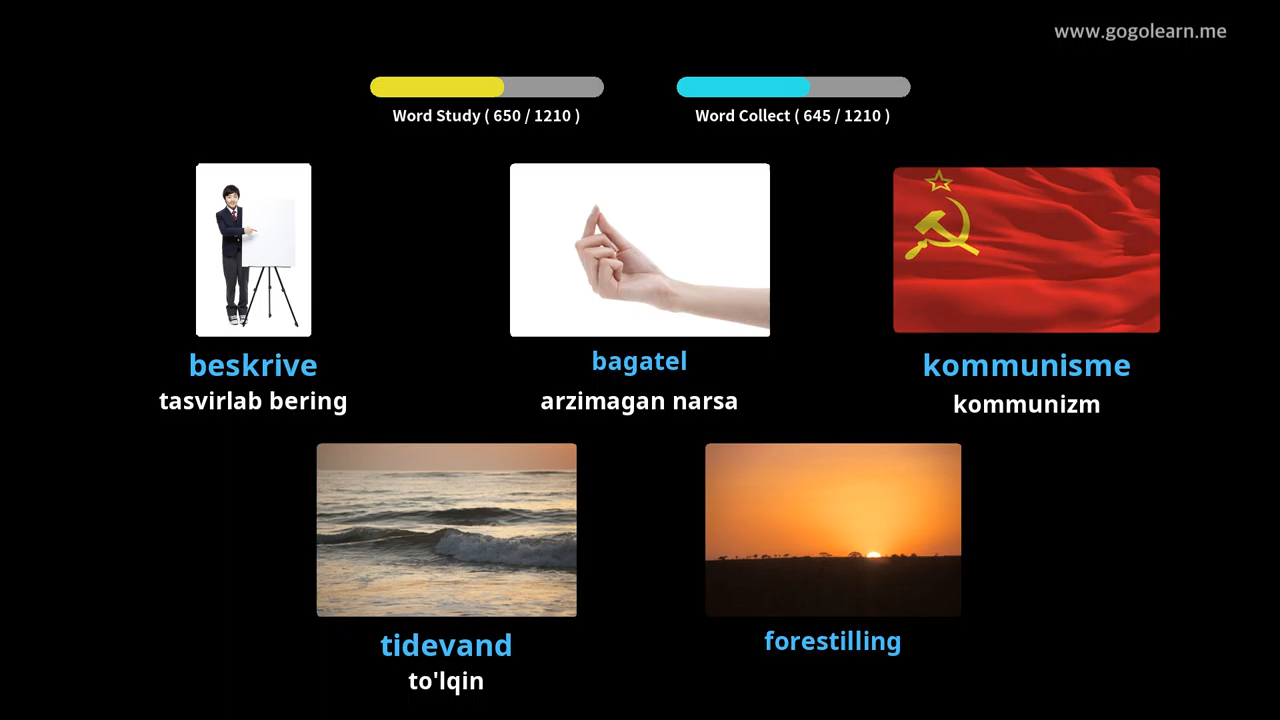 www.gogolearn.me
Word Study ( 650 / 1210 )
Word Collect ( 645 / 1210 )
beskrive
tasvirlab bering
bagatel
arzimagan narsa
kommunisme
kommunizm
tidevand
to'lqin
forestilling